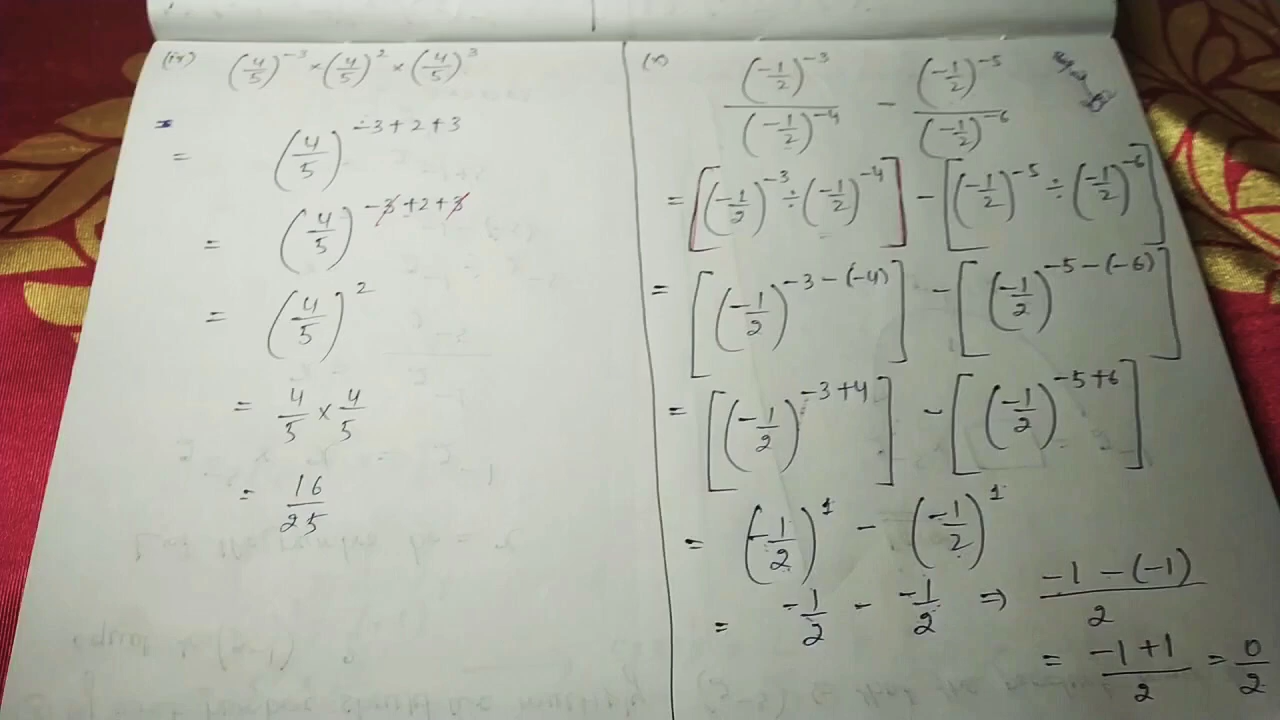 (iv) (4/5)^-3 × (4/5)^2 × (4/5)^3
= (4/5)^-3+2+3
= (4/5)^-3+2+3
= (4/5)^2
= 4/5 × 4/5
= 16/25
(v) (-1/2)^-3 / (-1/2)^-4 - (-1/2)^-5 / (-1/2)^-6
= [(-1/2)^-3 ÷ (-1/2)^-4] - [(-1/2)^-5 ÷ (-1/2)^-6]
= [(-1/2)^-3-(-4)] - [(-1/2)^-5-(-6)]
= [(-1/2)^-3+4] - [(-1/2)^-5+6]
= (-1/2)^1 - (-1/2)^1
= -1/2 - -1/2 ⇒ -1-(-1)/2
= -1+1/2 = 0/2